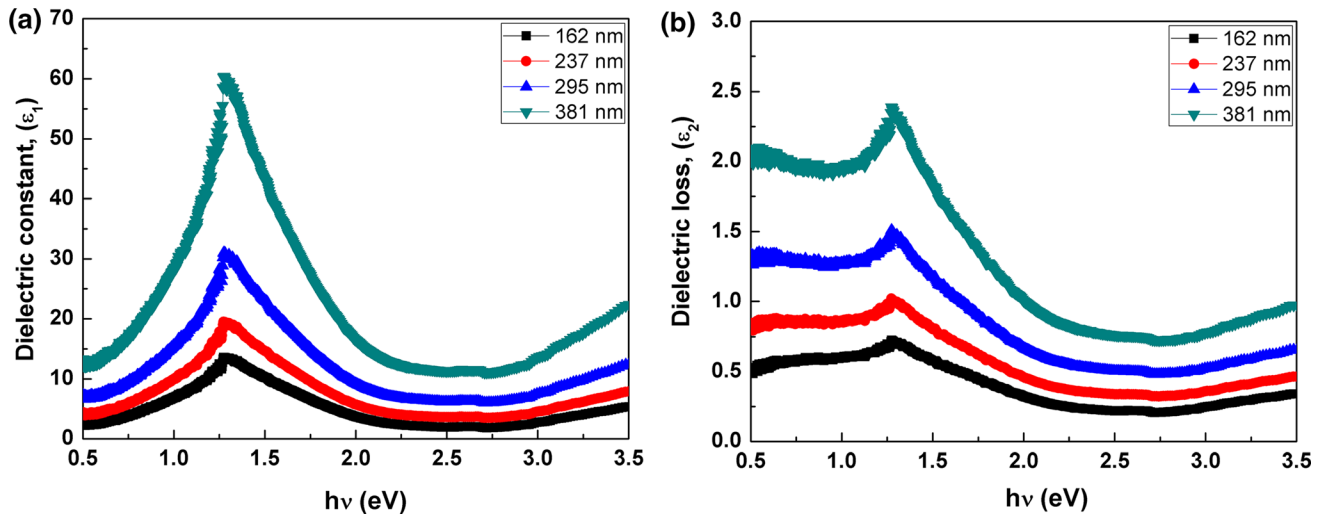 (a)
70
60
50
40
30
20
10
0
Dielectric constant, (ε₁)
162 nm
237 nm
295 nm
381 nm
0.5 1.0 1.5 2.0 2.5 3.0 3.5
hν (eV)
(b)
3.0
2.5
2.0
1.5
1.0
0.5
0.0
Dielectric loss, (ε₂)
162 nm
237 nm
295 nm
381 nm
0.5 1.0 1.5 2.0 2.5 3.0 3.5
hν (eV)